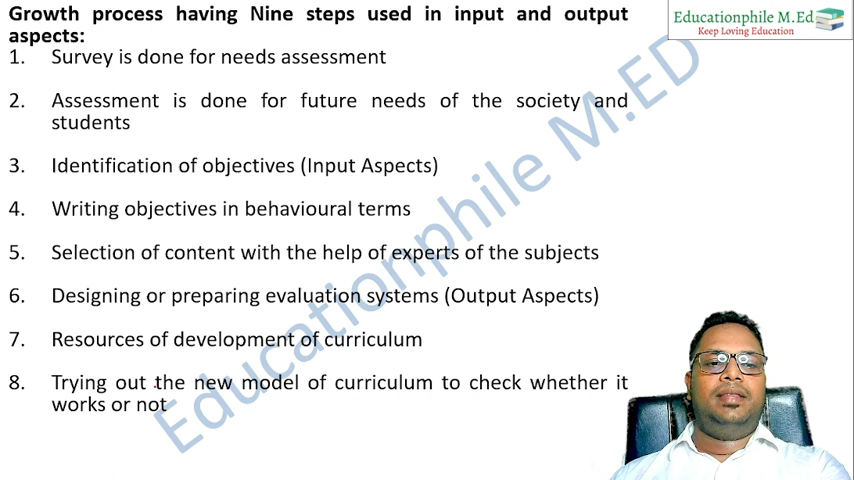 Growth process having Nine steps used in input and output
aspects:
1. Survey is done for needs assessment
2. Assessment is done for future needs of the society and
students
3. Identification of objectives (Input Aspects)
4. Writing objectives in behavioural terms
5. Selection of content with the help of experts of the subjects
6. Designing or preparing evaluation systems (Output Aspects)
7. Resources of development of curriculum
8. Trying out the new model of curriculum to check whether it
works or not
Educationphile M.Ed
Keep Loving Education
Educationphile M.ED